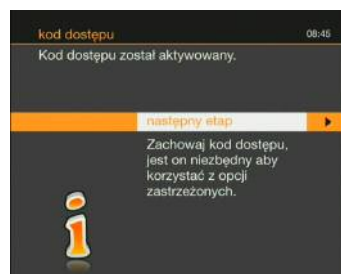 kod dostępu 08:45
Kod dostępu został aktywowany.
następny etap
Zachowaj kod dostępu,
jest on niezbędny aby
korzystać z opcji
zastrzeżonych.